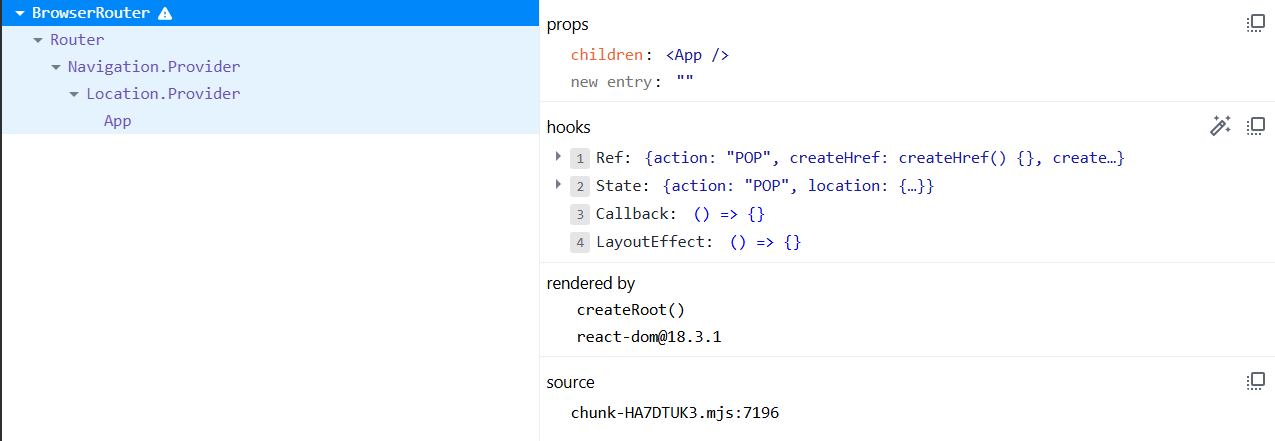 BrowserRouter
Router
Navigation.Provider
Location.Provider
App
props
children: <App />
new entry: ""
hooks
1 Ref: {action: "POP", createHref: createHref() {}, create…}
2 State: {action: "POP", location: {…}}
3 Callback: () => {}
4 LayoutEffect: () => {}
rendered by
createRoot()
react-dom@18.3.1
source
chunk-HA7DTUK3.mjs:7196